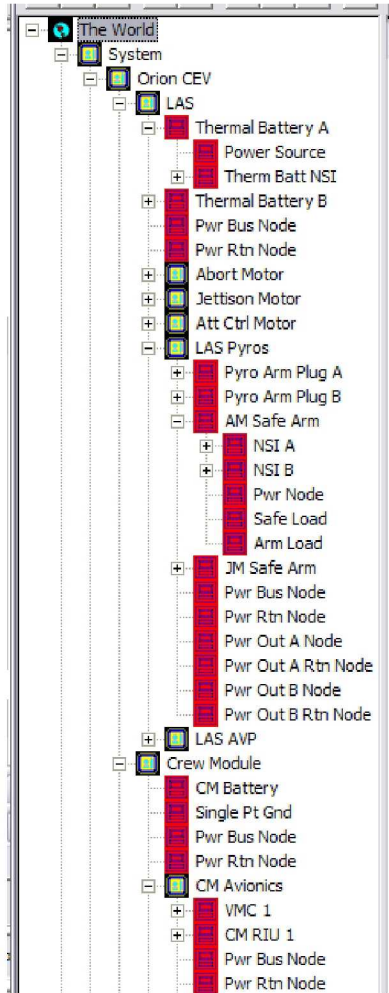 The World
System
Orion CEV
LAS
Thermal Battery A
Power Source
Therm Batt NSI
Thermal Battery B
Pwr Bus Node
Pwr Rtn Node
Abort Motor
Jettison Motor
Att Ctrl Motor
LAS Pyros
Pyro Arm Plug A
Pyro Arm Plug B
AM Safe Arm
NSI A
NSI B
Pwr Node
Safe Load
Arm Load
JM Safe Arm
Pwr Bus Node
Pwr Rtn Node
Pwr Out A Node
Pwr Out A Rtn Node
Pwr Out B Node
Pwr Out B Rtn Node
LAS AVP
Crew Module
CM Battery
Single Pt Gnd
Pwr Bus Node
Pwr Rtn Node
CM Avionics
VMC 1
CM RIU 1
Pwr Bus Node
Pwr Rtn Node